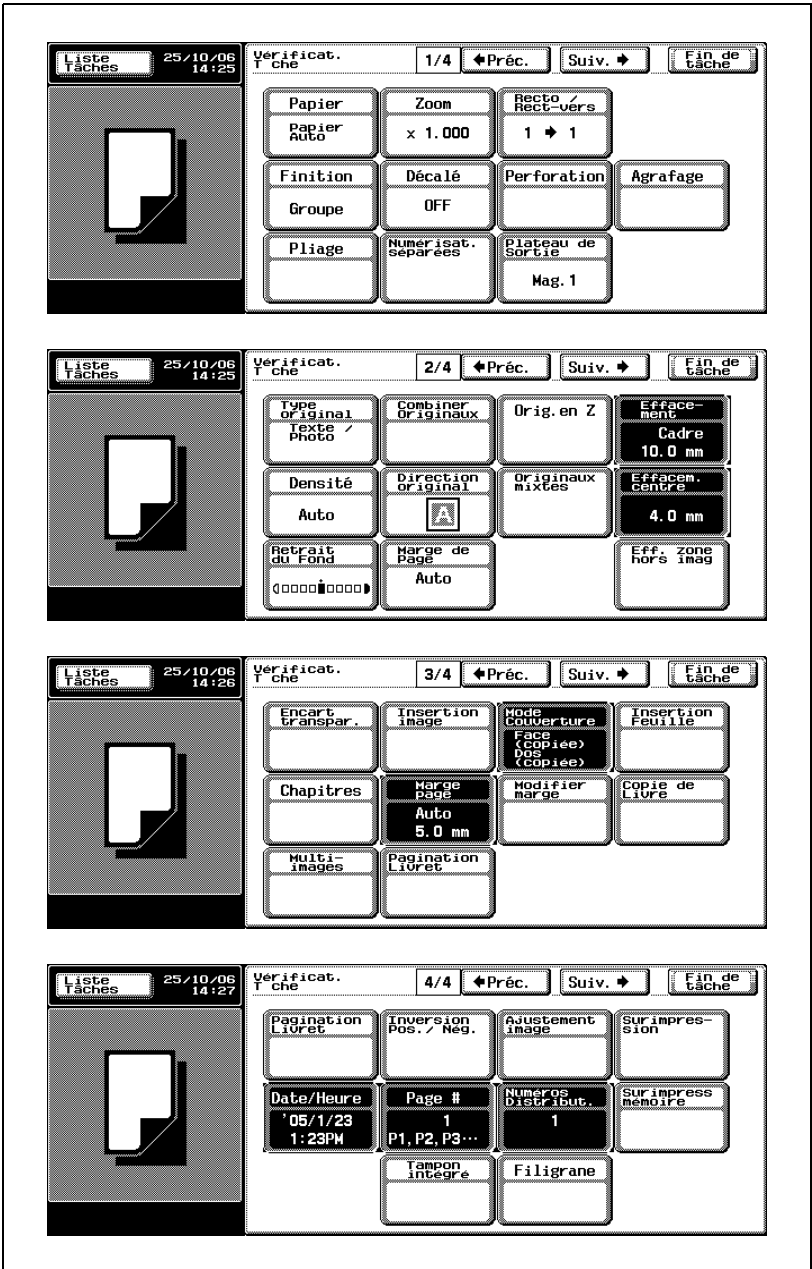 Liste
Tâches
25/10/06
14:25
Vérificat.
T che
1/4
Préc.
Suiv.
Fin de
tâche
Papier
Papier
Auto
Zoom
x 1.000
Recto /
Rect-vers
1 → 1
Finition
Groupe
Décalé
OFF
Perforation
Agrafage
Pliage
Numérisat.
séparées
Plateau de
Sortie
Mag.1
Liste
Tâches
25/10/06
14:25
Vérificat.
T che
2/4
Préc.
Suiv.
Fin de
tâche
Type
original
Texte /
Photo
Combiner
Originaux
Orig.en Z
Efface-
ment
Cadre
10.0 mm
Densité
Auto
Direction
original
A
Originaux
mixtes
Effacem.
centre
4.0 mm
Retrait
du Fond
Marge de
Page
Auto
Eff. zone
hors imag
Liste
Tâches
25/10/06
14:26
Vérificat.
T che
3/4
Préc.
Suiv.
Fin de
tâche
Encart
transpar.
Insertion
image
Mode
Couverture
Face
(copiée)
Dos
(copiée)
Insertion
Feuille
Chapitres
Marge
page
Auto
5.0 mm
Modifier
marge
Copie de
Livre
Multi-
images
Pagination
Livret
Liste
Tâches
25/10/06
14:27
Vérificat.
T che
4/4
Préc.
Suiv.
Fin de
tâche
Pagination
Livret
Inversion
Pos./ Nég.
Ajustement
image
Surimpres-
sion
Date/Heure
'05/1/23
1:23PM
Page #
1
P1,P2,P3…
Numéros
Distribut.
1
Surimpress
mémoire
Tampon
intégré
Filigrane